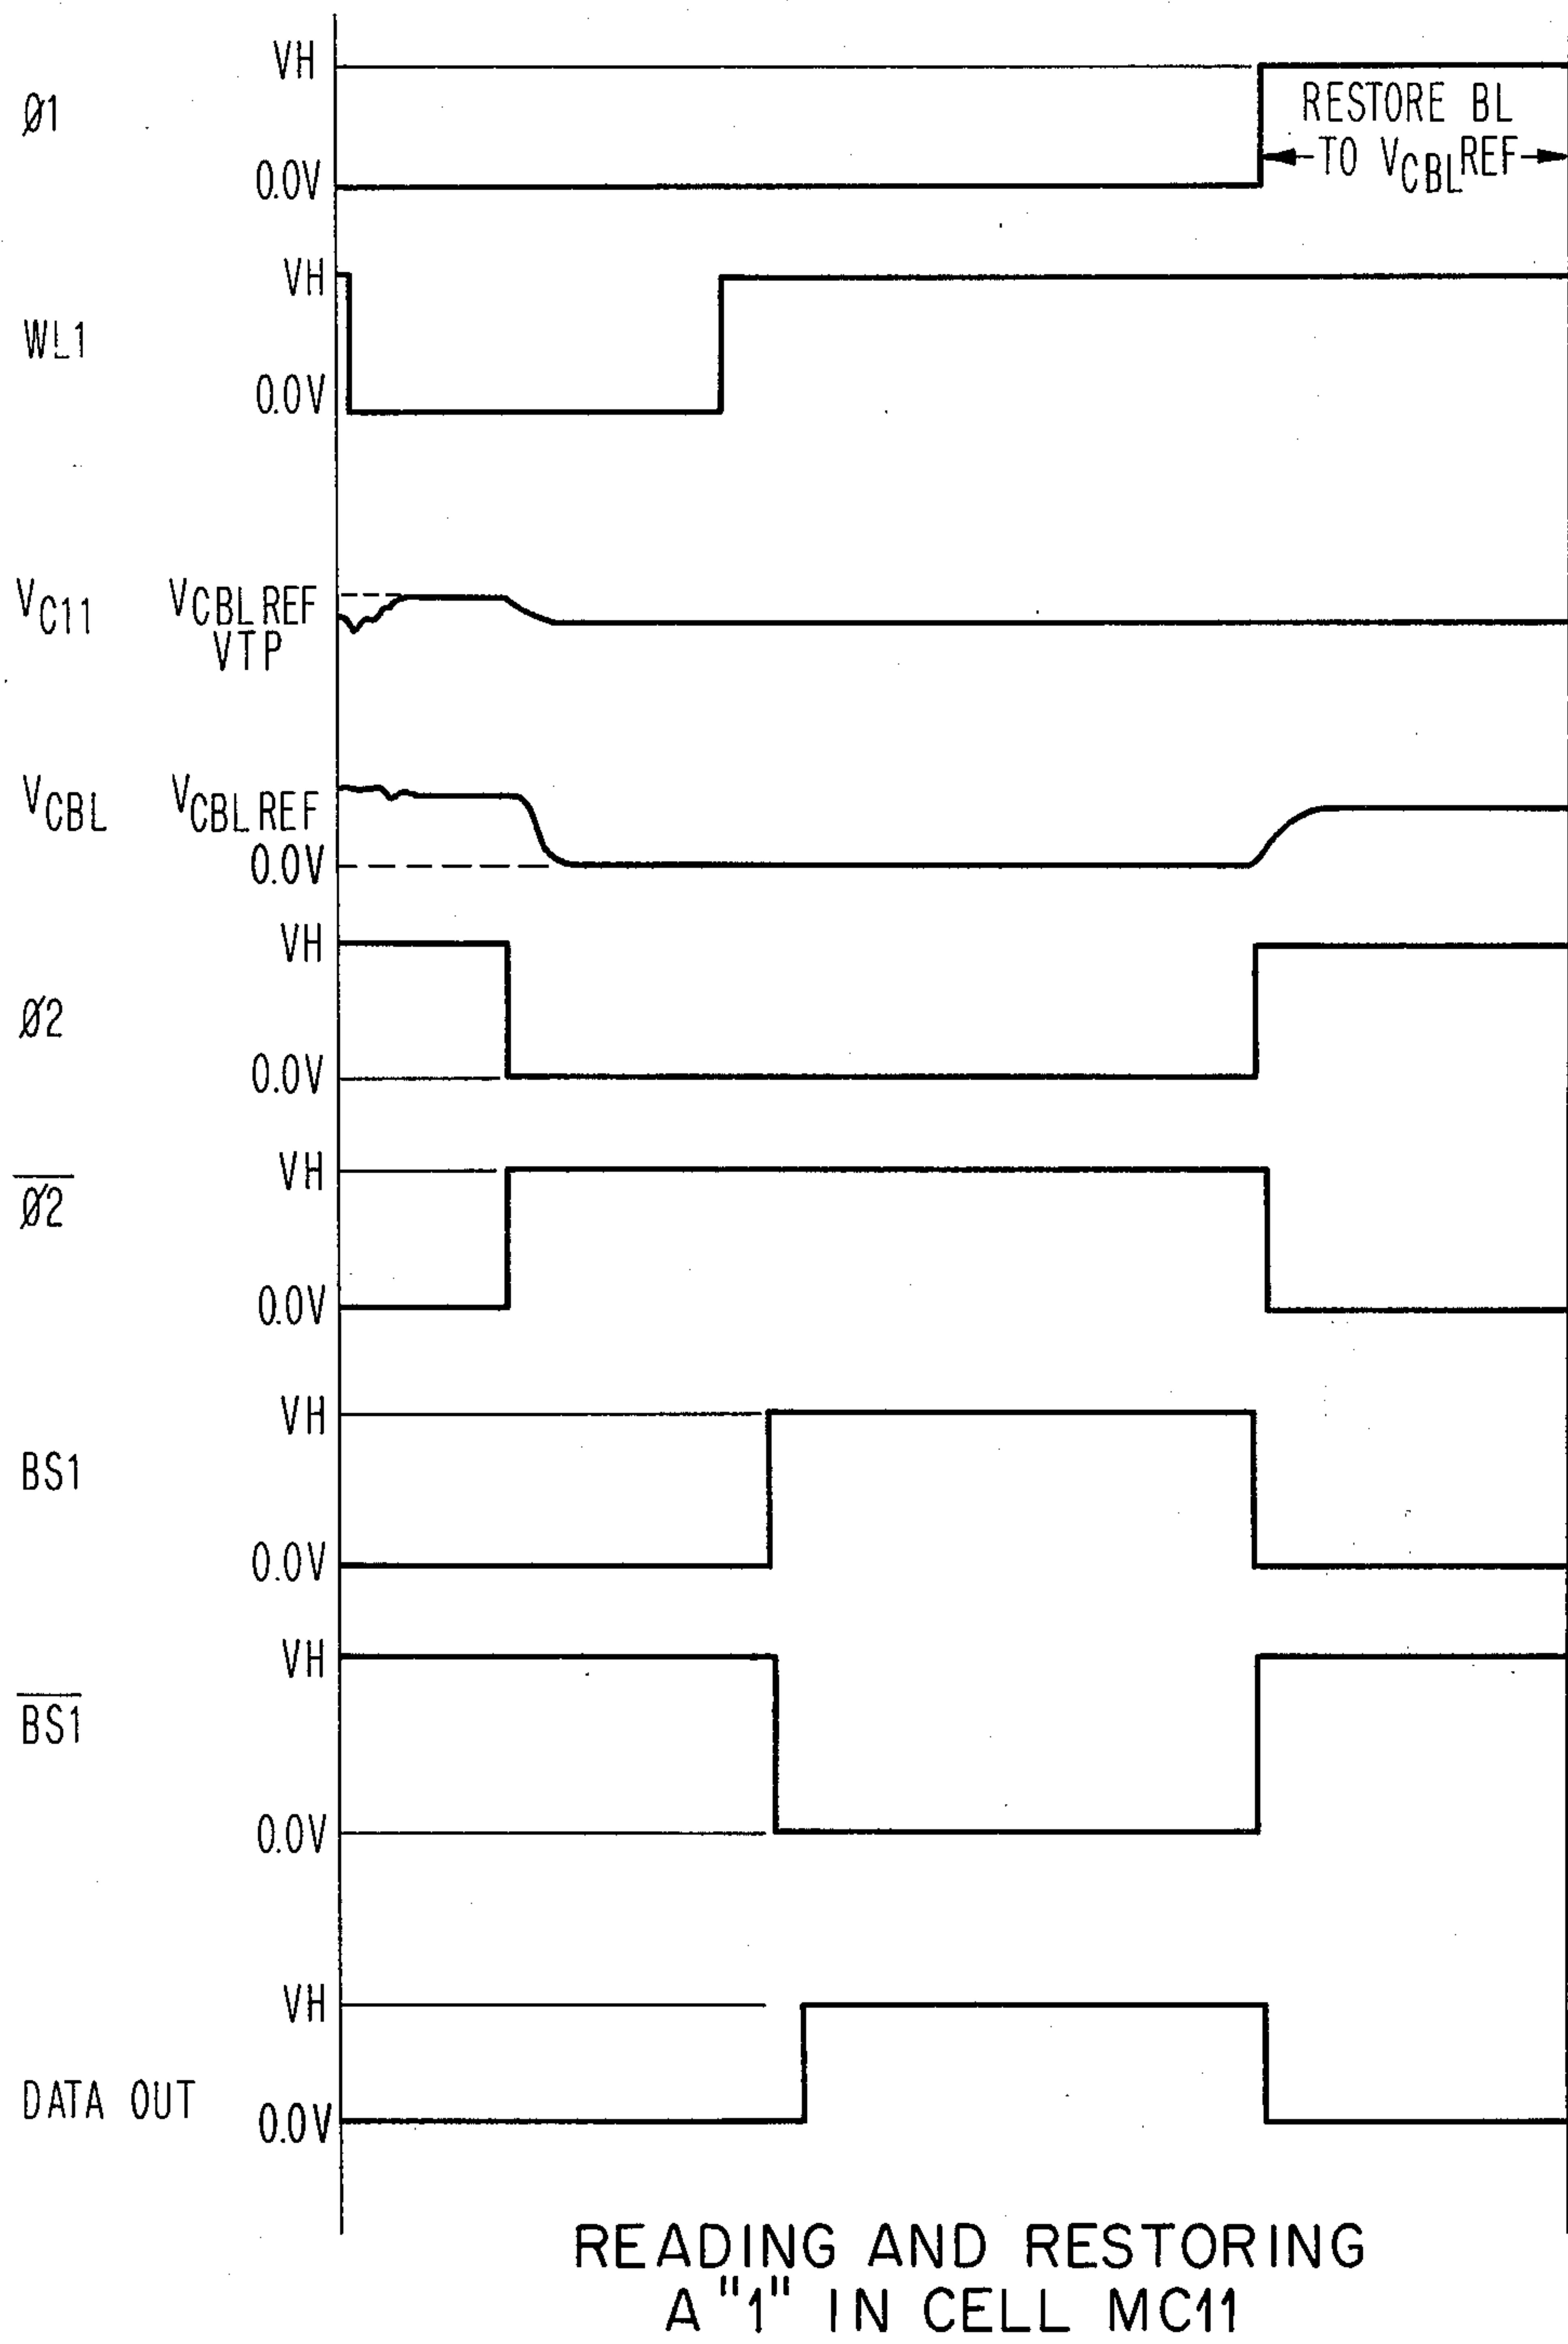 VH
Ø1
0.0V
RESTORE BL
TO VCBLREF
VH
WL1
0.0V
VC11 VCBLREF
VTP
VCBL VCBLREF
0.0V
VH
Ø2
0.0V
VH
Ø2
0.0V
VH
BS1
0.0V
VH
BS1
0.0V
VH
DATA OUT 0.0V
READING AND RESTORING
A "1" IN CELL MC11